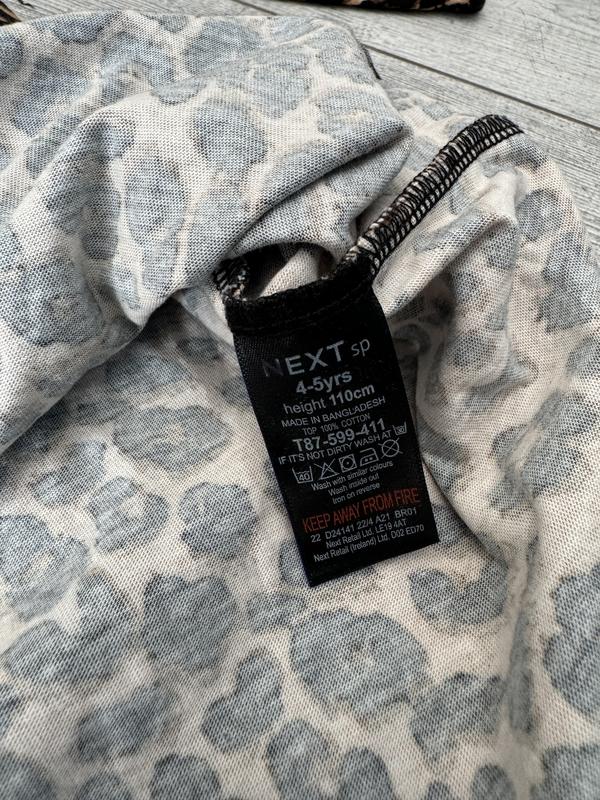 NEXT sp
4-5yrs
height 110cm
MADE IN BANGLADESH
TOP 100% COTTON
T87-599-411
IF IT'S NOT DIRTY WASH AT 30
40
Wash with similar colours
Wash inside out
Iron on reverse
KEEP AWAY FROM FIRE
22 D24141 22/4 A21 BR01
Next Retail Ltd. LE19 4AT
Next Retail (Ireland) Ltd. D02 ED70